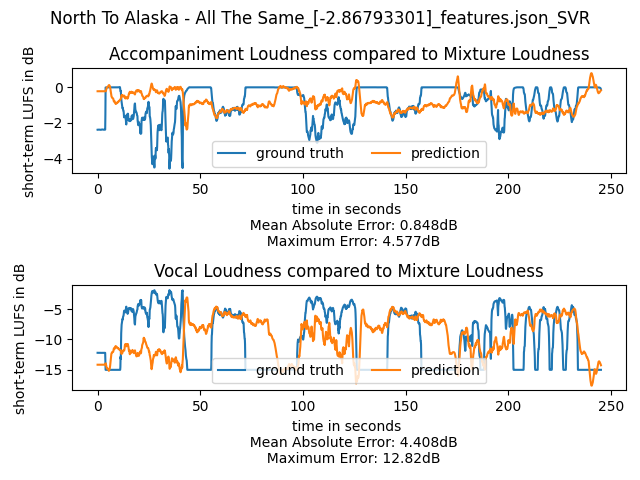 North To Alaska - All The Same_[-2.86793301]_features.json_SVR
Accompaniment Loudness compared to Mixture Loudness
short-term LUFS in dB
0
−2
−4
ground truth
prediction
0
50
100
150
200
250
time in seconds
Mean Absolute Error: 0.848dB
Maximum Error: 4.577dB
Vocal Loudness compared to Mixture Loudness
short-term LUFS in dB
−5
−10
−15
ground truth
prediction
0
50
100
150
200
250
time in seconds
Mean Absolute Error: 4.408dB
Maximum Error: 12.82dB